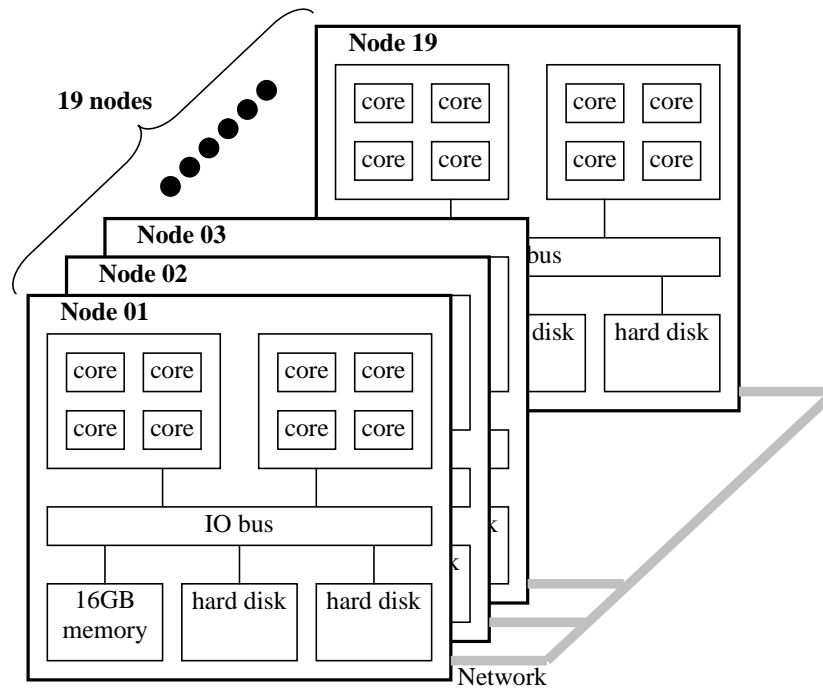 Node 19
19 nodes
core core core core
core core core core
Node 03
bus
Node 02
disk hard disk
Node 01
core core core core
core core core core
IO bus
16GB hard disk hard disk
memory
Network